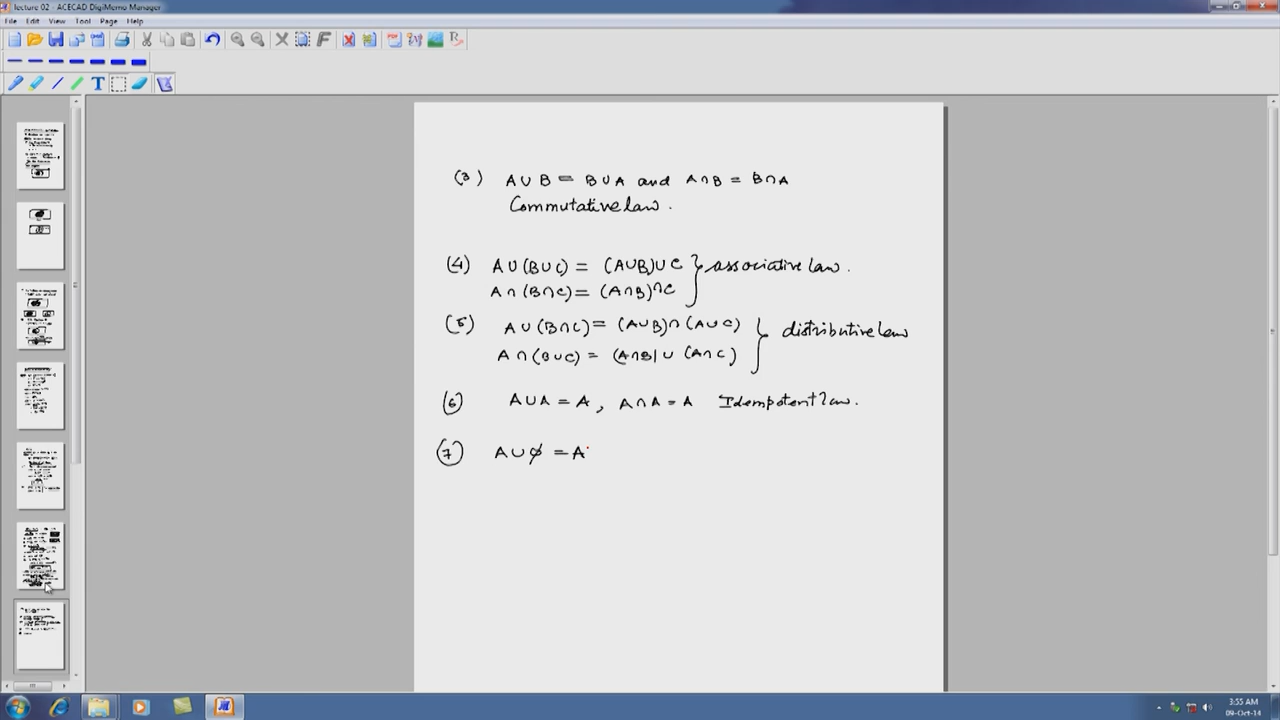 lecture 02 - ACECAD DigiMemo Manager
File Edit View Tool Page Help
(3) A∪B = B∪A and A∩B = B∩A
Commutative law.
(4) A∪(B∪C) = (A∪B)∪C } associative law.
A∩(B∩C) = (A∩B)∩C
(5) A∪(B∩C) = (A∪B)∩(A∪C) } distributive law
A∩(B∪C) = (A∩B)∪(A∩C)
(6) A∪A = A, A∩A = A Idempotent law.
(7) A∪∅ = A
3:55 AM
09-Oct-14